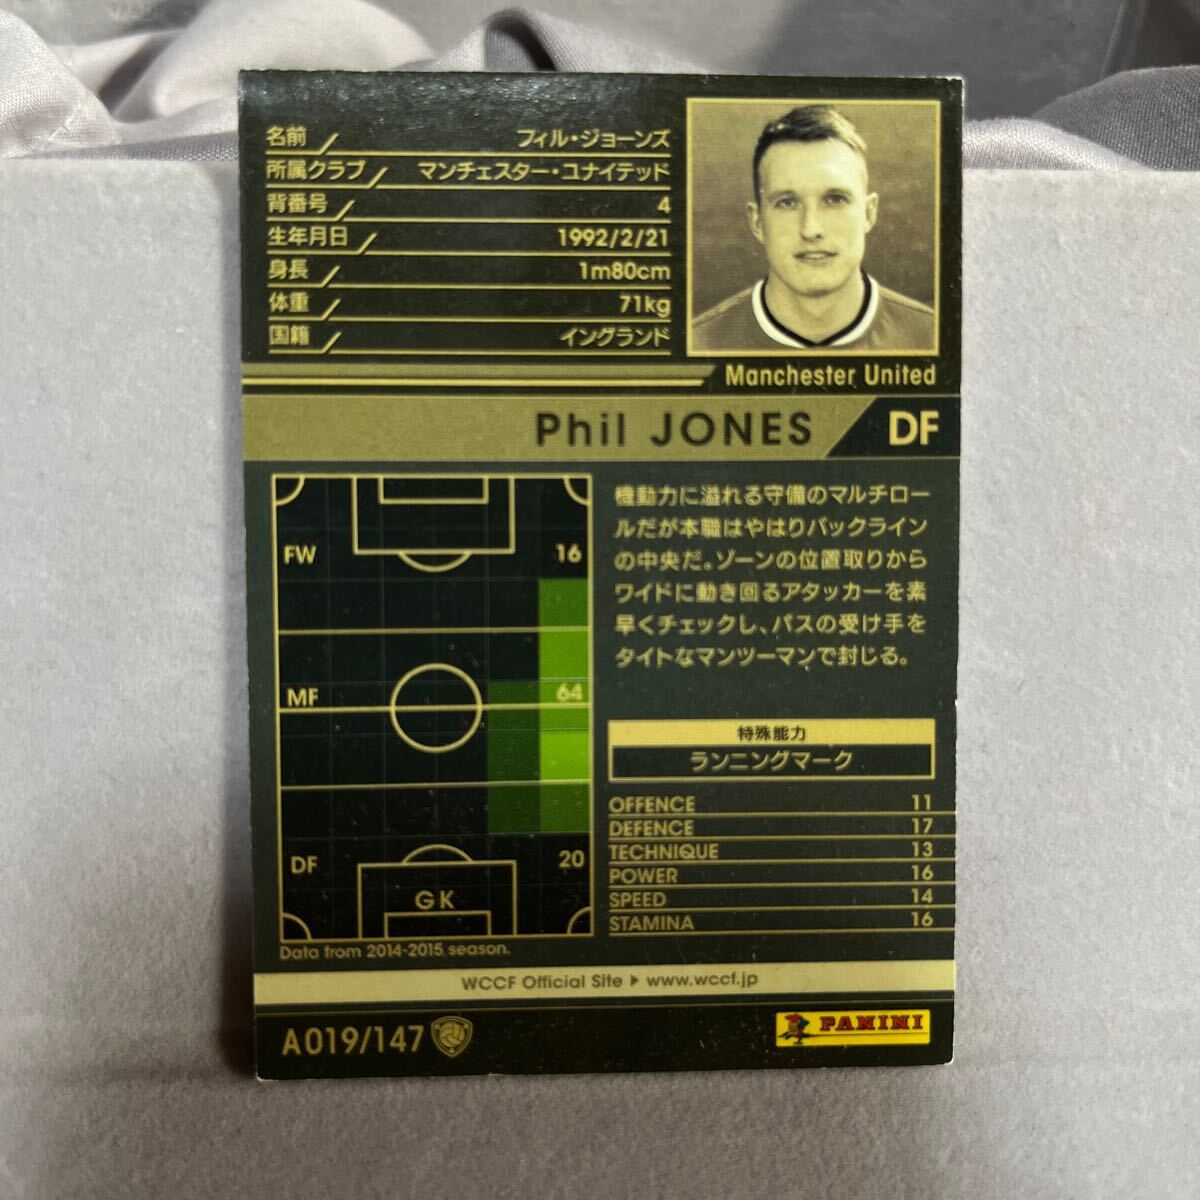 名前 フィル・ジョーンズ
所属クラブ マンチェスター・ユナイテッド
背番号 4
生年月日 1992/2/21
身長 1m80cm
体重 71kg
国籍 イングランド
Manchester United
Phil JONES DF
FW 16
MF 64
DF 20
GK
Data from 2014-2015 season.
機動力に溢れる守備のマルチロー
ルだが本職はやはりバックライン
の中央だ。ゾーンの位置取りから
ワイドに動き回るアタッカーを素
早くチェックし、パスの受け手を
タイトなマンツーマンで封じる。
特殊能力
ランニングマーク
OFFENCE 11
DEFENCE 17
TECHNIQUE 13
POWER 16
SPEED 14
STAMINA 16
WCCF Official Site ▶ www.wccf.jp
A019/147
PANINI